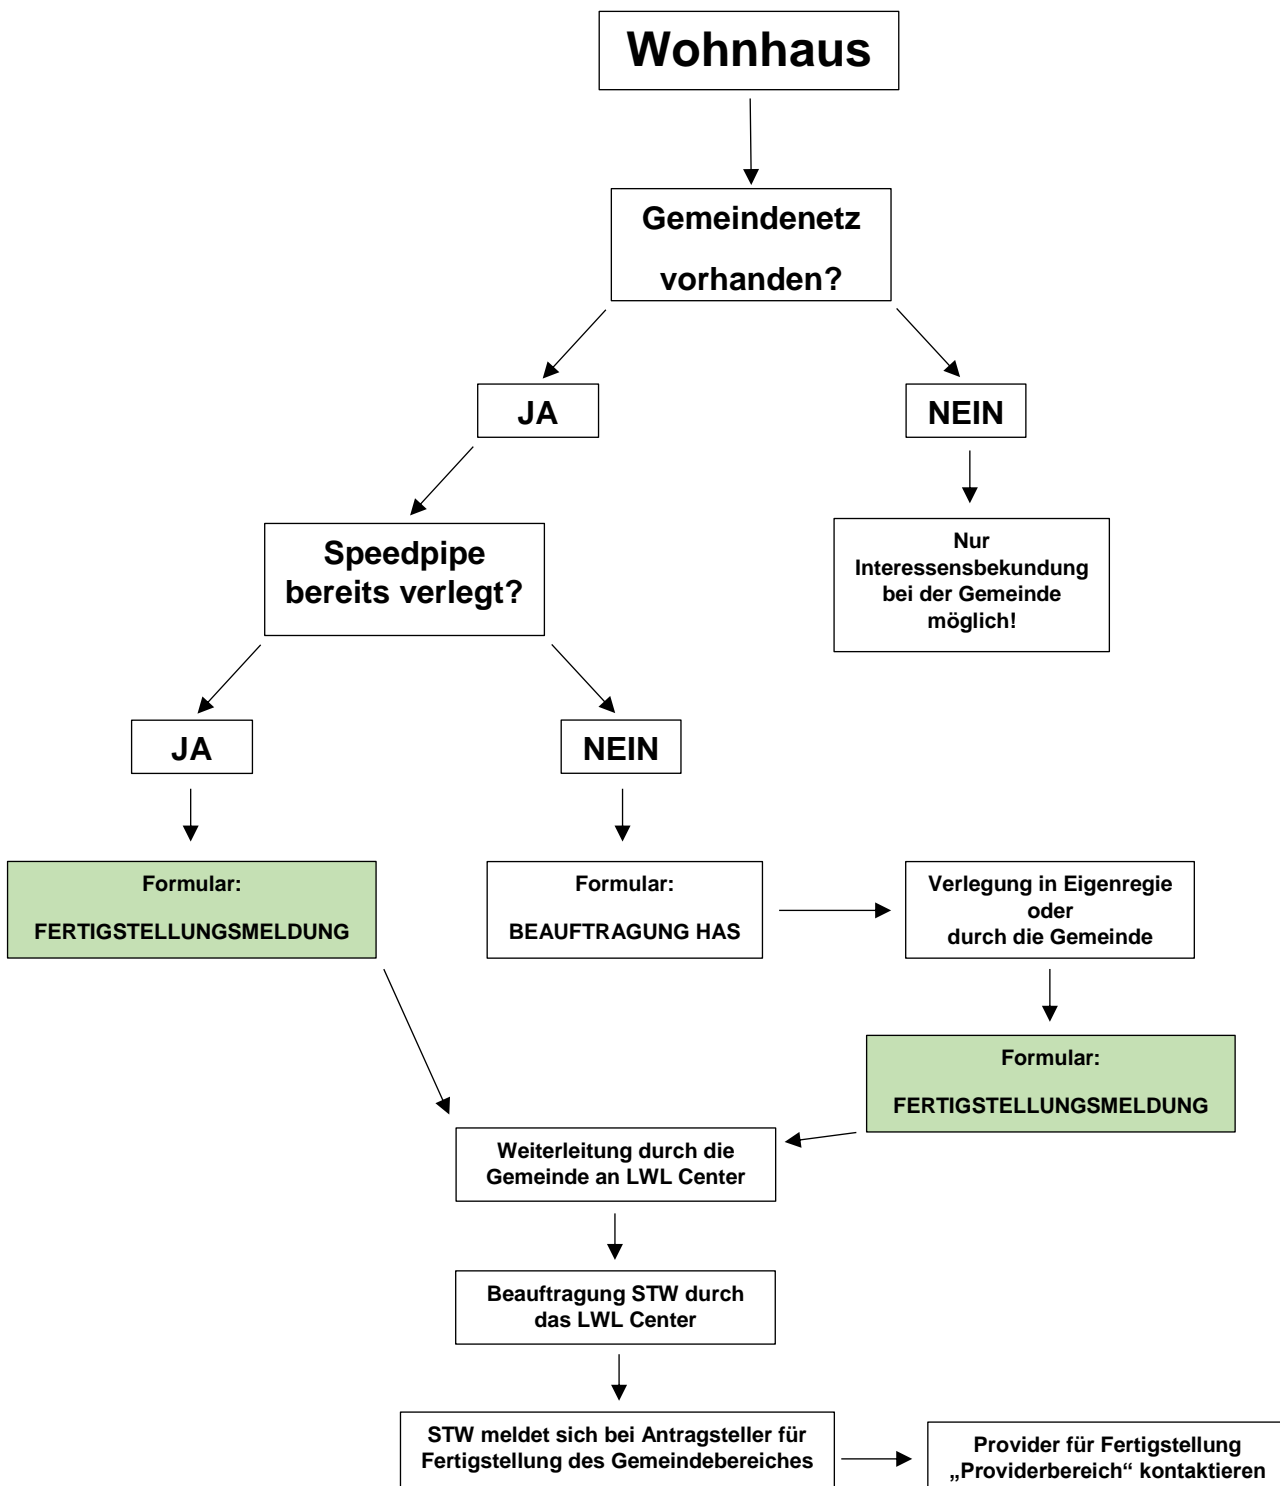 Wohnhaus
Gemeindenetz
vorhanden?
JA
NEIN
Speedpipe
bereits verlegt?
Nur
Interessensbekundung
bei der Gemeinde
möglich!
JA
NEIN
Formular:
FERTIGSTELLUNGSMELDUNG
Formular:
BEAUFTRAGUNG HAS
Verlegung in Eigenregie
oder
durch die Gemeinde
Formular:
FERTIGSTELLUNGSMELDUNG
Weiterleitung durch die
Gemeinde an LWL Center
Beauftragung STW durch
das LWL Center
STW meldet sich bei Antragsteller für
Fertigstellung des Gemeindebereiches
Provider für Fertigstellung
„Providerbereich“ kontaktieren